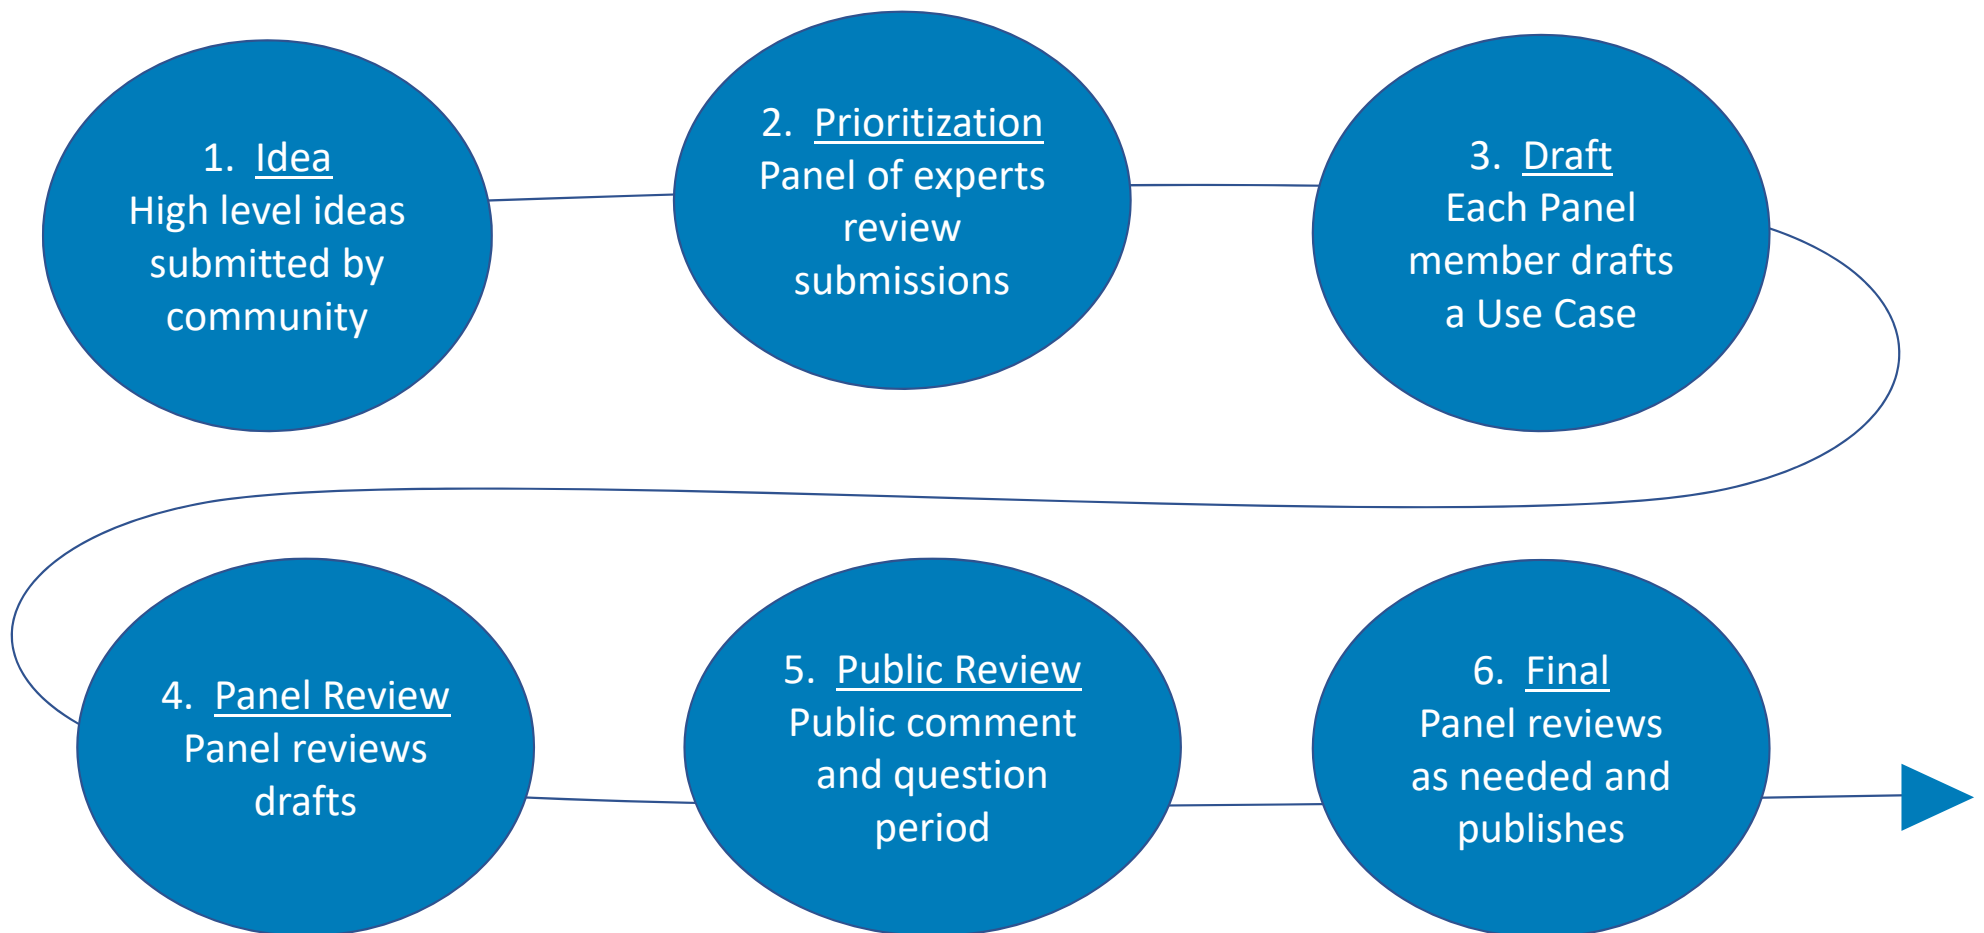 1. Idea
High level ideas
submitted by
community
2. Prioritization
Panel of experts
review
submissions
3. Draft
Each Panel
member drafts
a Use Case
4. Panel Review
Panel reviews
drafts
5. Public Review
Public comment
and question
period
6. Final
Panel reviews
as needed and
publishes